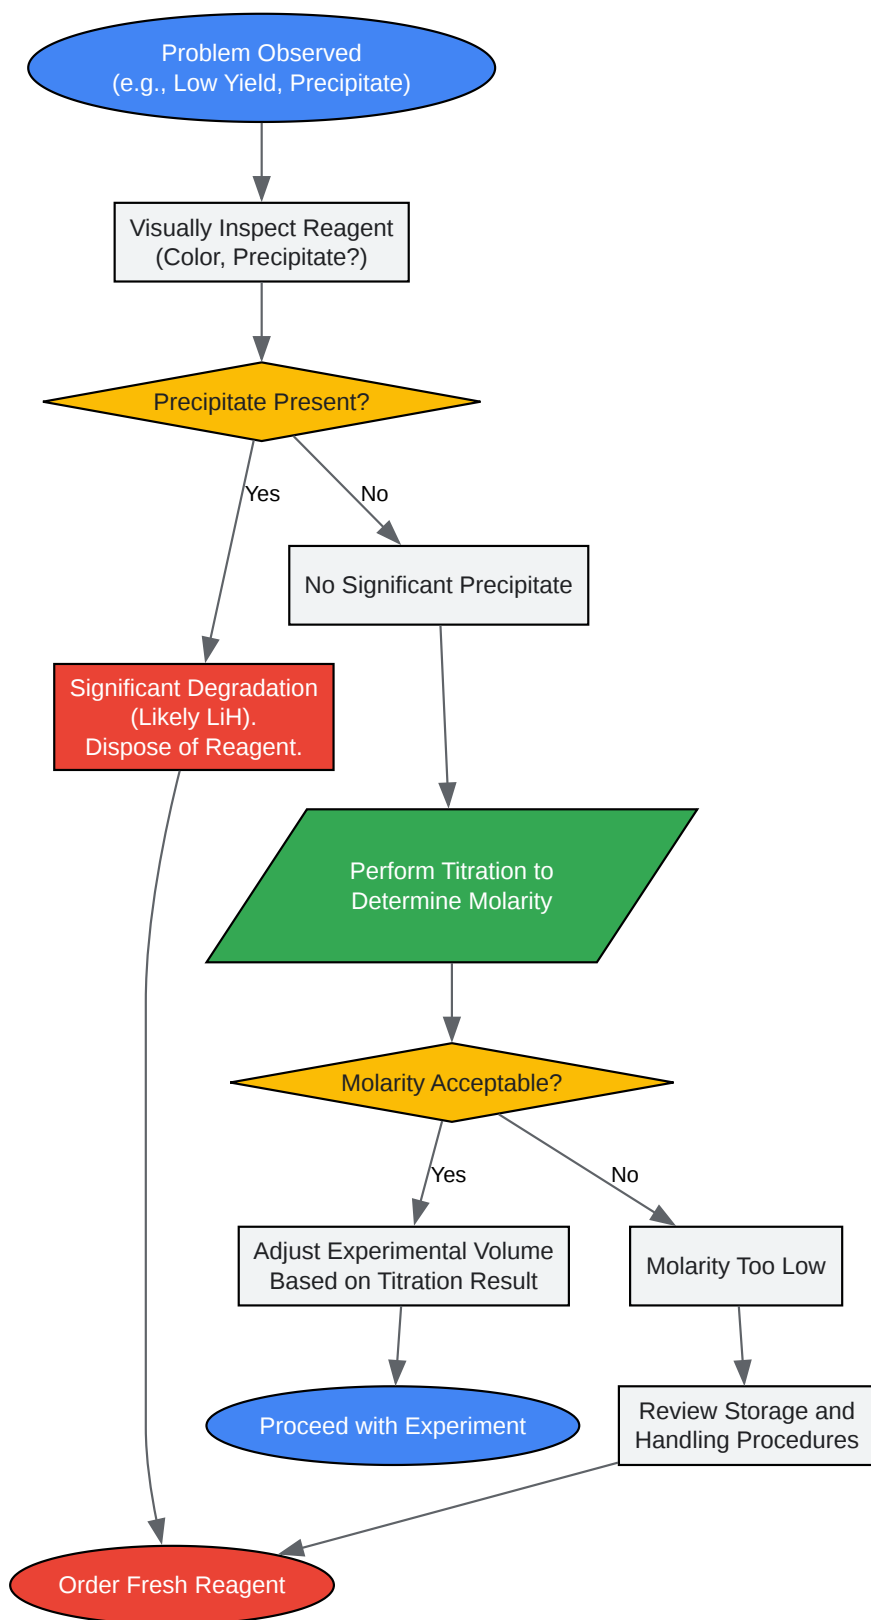 Problem Observed
(e.g., Low Yield, Precipitate)
Visually Inspect Reagent
(Color, Precipitate?)
Precipitate Present?
Yes
No
No Significant Precipitate
Significant Degradation
(Likely LiH).
Dispose of Reagent.
Perform Titration to
Determine Molarity
Molarity Acceptable?
Yes
No
Adjust Experimental Volume
Based on Titration Result
Molarity Too Low
Proceed with Experiment
Review Storage and
Handling Procedures
Order Fresh Reagent